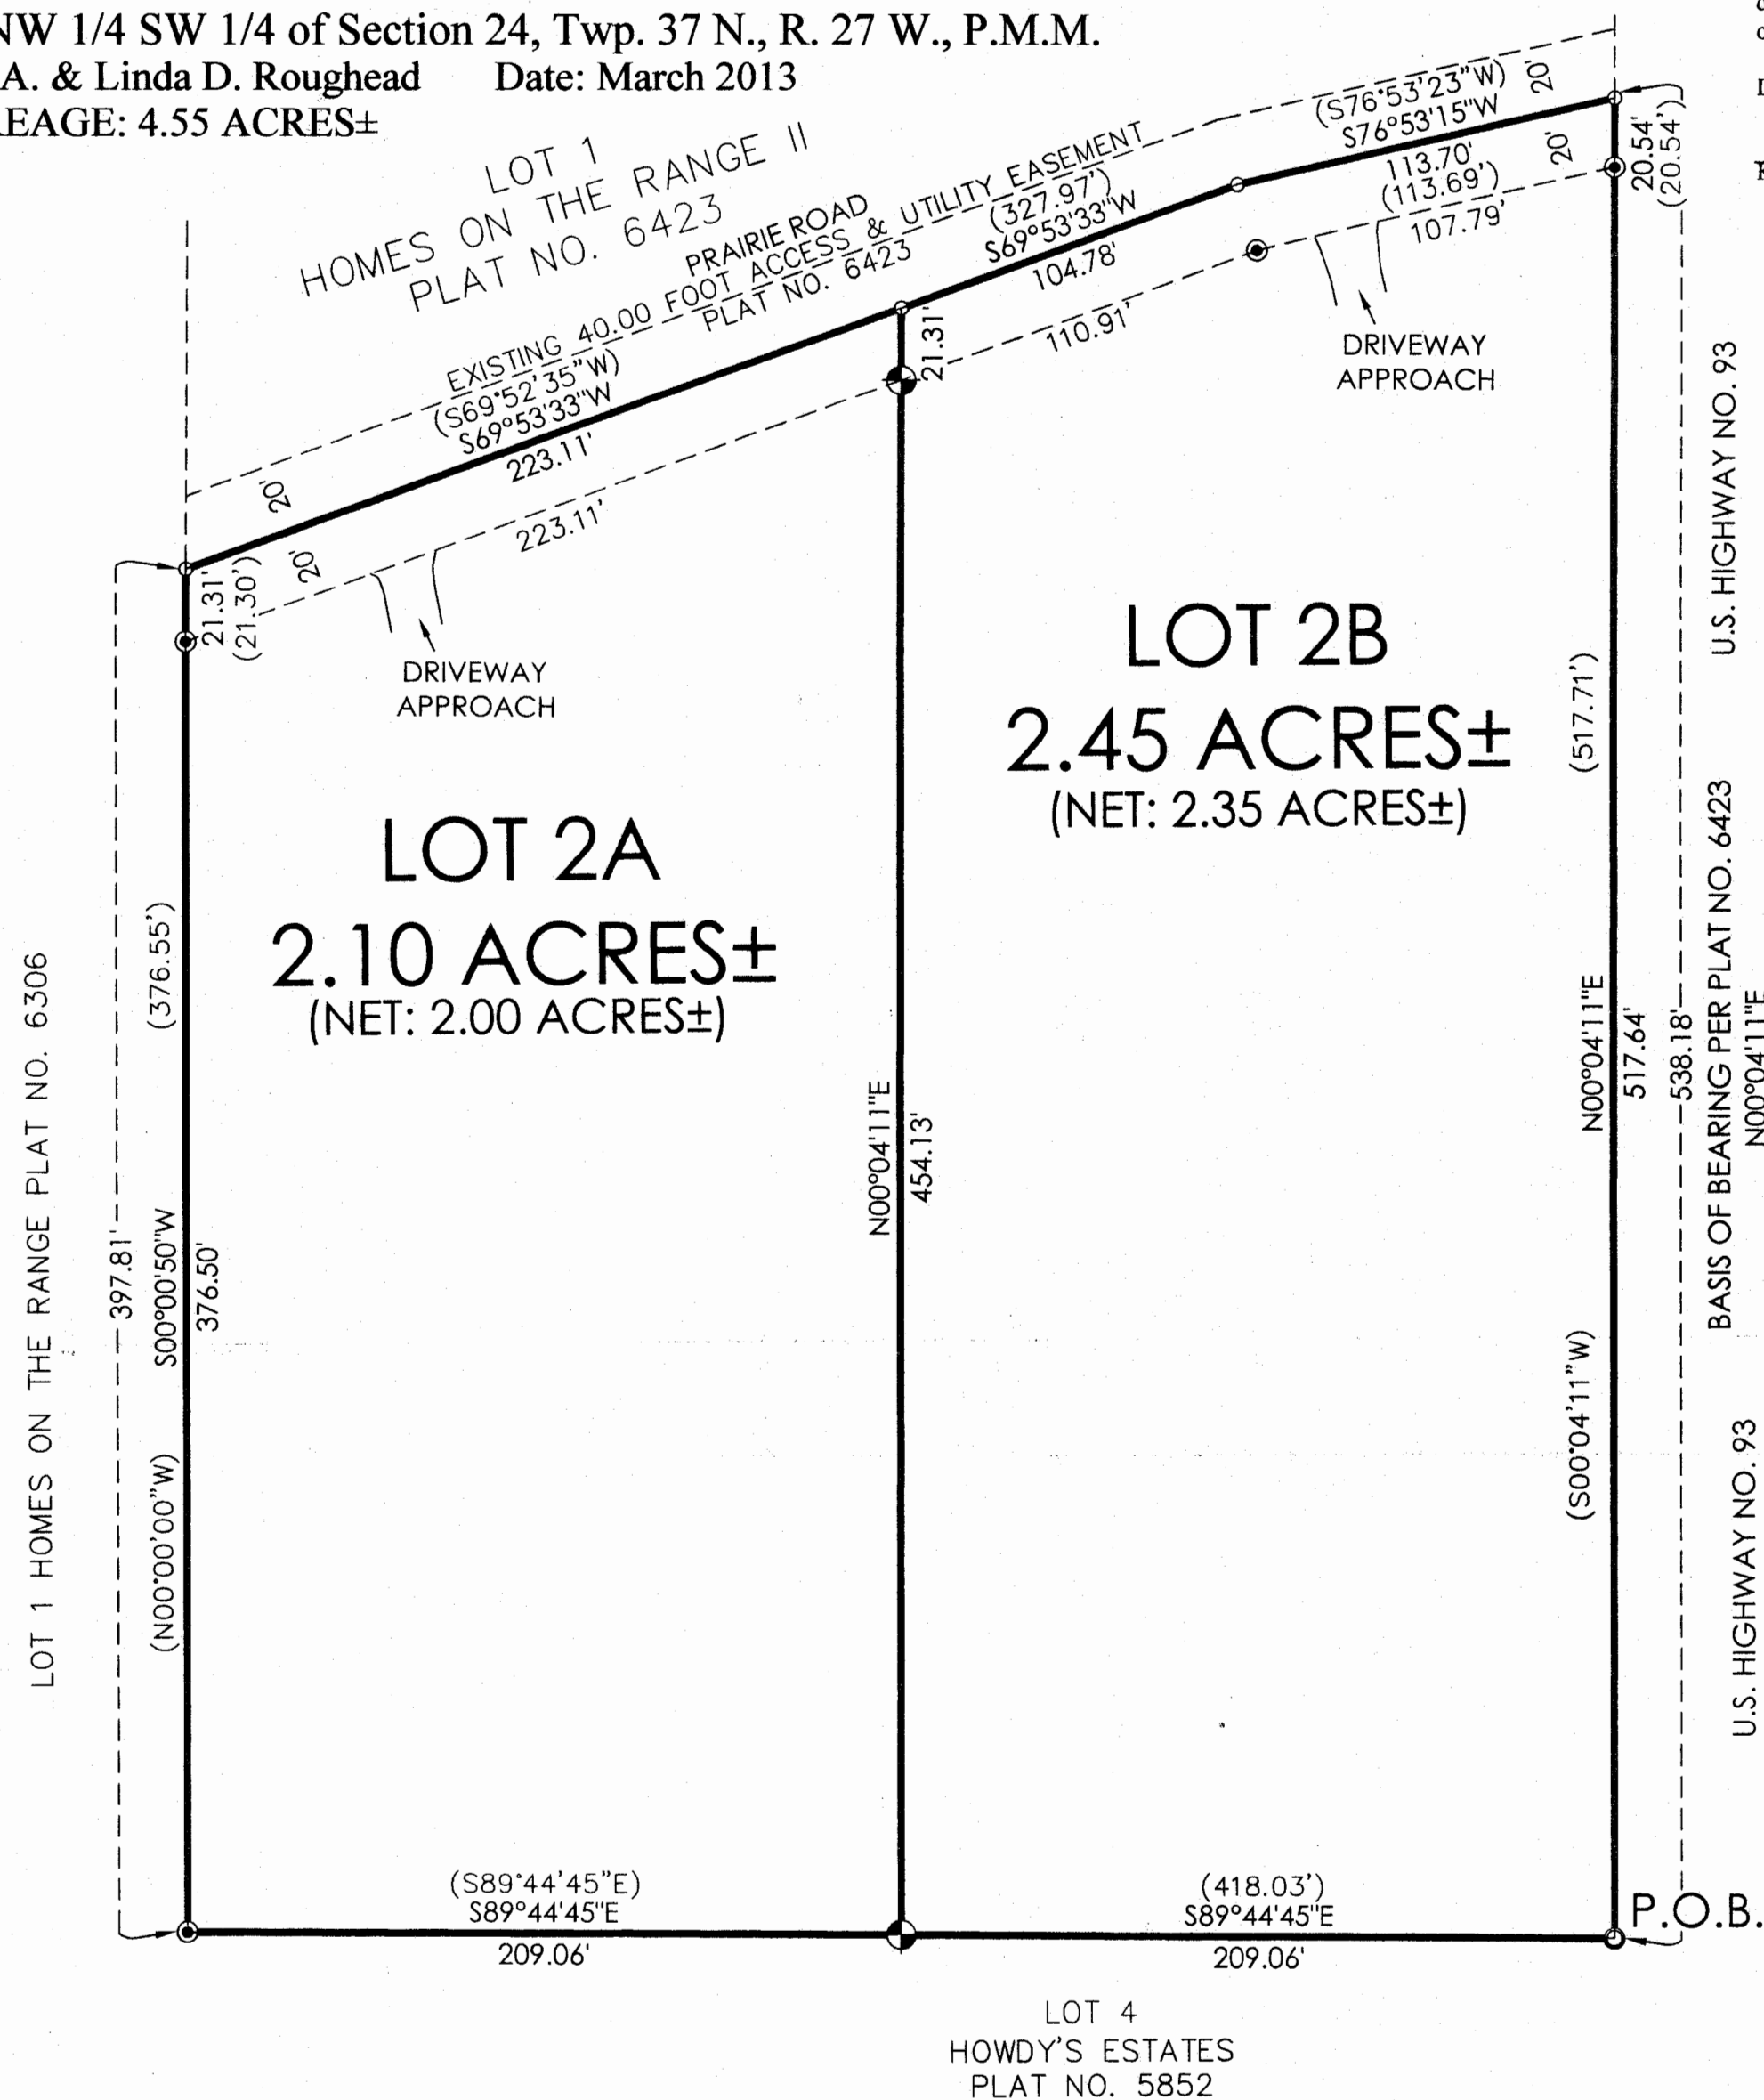 NW 1/4 SW 1/4 of Section 24, Twp. 37 N., R. 27 W., P.M.M.
A. & Linda D. Roughead Date: March 2013
EAGE: 4.55 ACRES±
LOT 1
HOMES ON THE RANGE II
PLAT NO. 6423
PRAIRIE ROAD
EXISTING 40.00 FOOT ACCESS & UTILITY EASEMENT
PLAT NO. 6423
(S76°53'23"W)
S76°53'15"W
113.70'
(113.69')
107.79'
20'
20'
20.54'
(20.54')
(327.97')
S69°53'33"W
104.78'
110.91'
21.31'
(S69°52'35"W)
S69°53'33"W
223.11'
223.11'
20'
20'
21.31'
(21.30')
DRIVEWAY
APPROACH
DRIVEWAY
APPROACH
LOT 2A
2.10 ACRES±
(NET: 2.00 ACRES±)
LOT 2B
2.45 ACRES±
(NET: 2.35 ACRES±)
LOT 1 HOMES ON THE RANGE PLAT NO. 6306
397.81'
(376.55')
S00°00'50"W
376.50'
(N00°00'00"W)
N00°04'11"E
454.13'
(517.71')
N00°04'11"E
517.64'
(S00°04'11"W)
538.18'
U.S. HIGHWAY NO. 93
BASIS OF BEARING PER PLAT NO. 6423
N00°04'11"E
U.S. HIGHWAY NO. 93
(S89°44'45"E)
S89°44'45"E
209.06'
(418.03')
S89°44'45"E
209.06'
P.O.B.
LOT 4
HOWDY'S ESTATES
PLAT NO. 5852